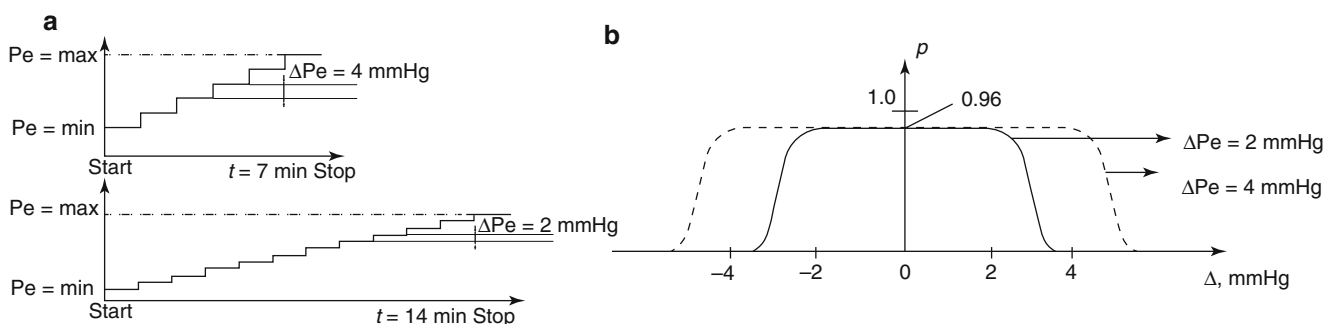 a
Pe = max
ΔPe = 4 mmHg
Pe = min
Start
t = 7 min Stop
Pe = max
ΔPe = 2 mmHg
Pe = min
Start
t = 14 min Stop
b
p
1.0
0.96
ΔPe = 2 mmHg
ΔPe = 4 mmHg
–4
–2
0
2
4
Δ, mmHg